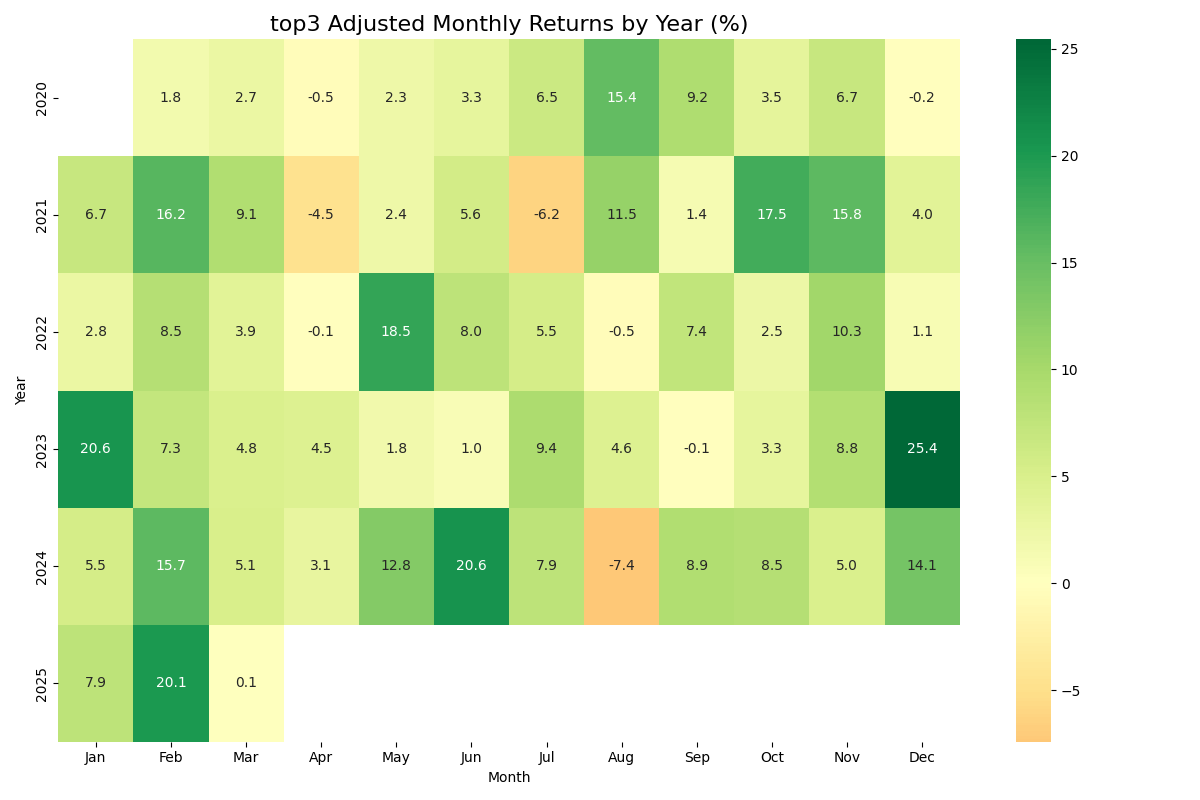 top3 Adjusted Monthly Returns by Year (%)
2020 1.8 2.7 -0.5 2.3 3.3 6.5 15.4 9.2 3.5 6.7 -0.2
2021 6.7 16.2 9.1 -4.5 2.4 5.6 -6.2 11.5 1.4 17.5 15.8 4.0
2022 2.8 8.5 3.9 -0.1 18.5 8.0 5.5 -0.5 7.4 2.5 10.3 1.1
2023 20.6 7.3 4.8 4.5 1.8 1.0 9.4 4.6 -0.1 3.3 8.8 25.4
2024 5.5 15.7 5.1 3.1 12.8 20.6 7.9 -7.4 8.9 8.5 5.0 14.1
2025 7.9 20.1 0.1
Jan Feb Mar Apr May Jun Jul Aug Sep Oct Nov Dec
Month
Year
25
20
15
10
5
0
−5